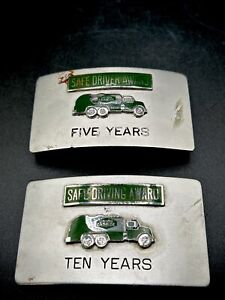 SAFE DRIVER AWARD
FIVE YEARS
SAFE DRIVING AWARD
TEN YEARS